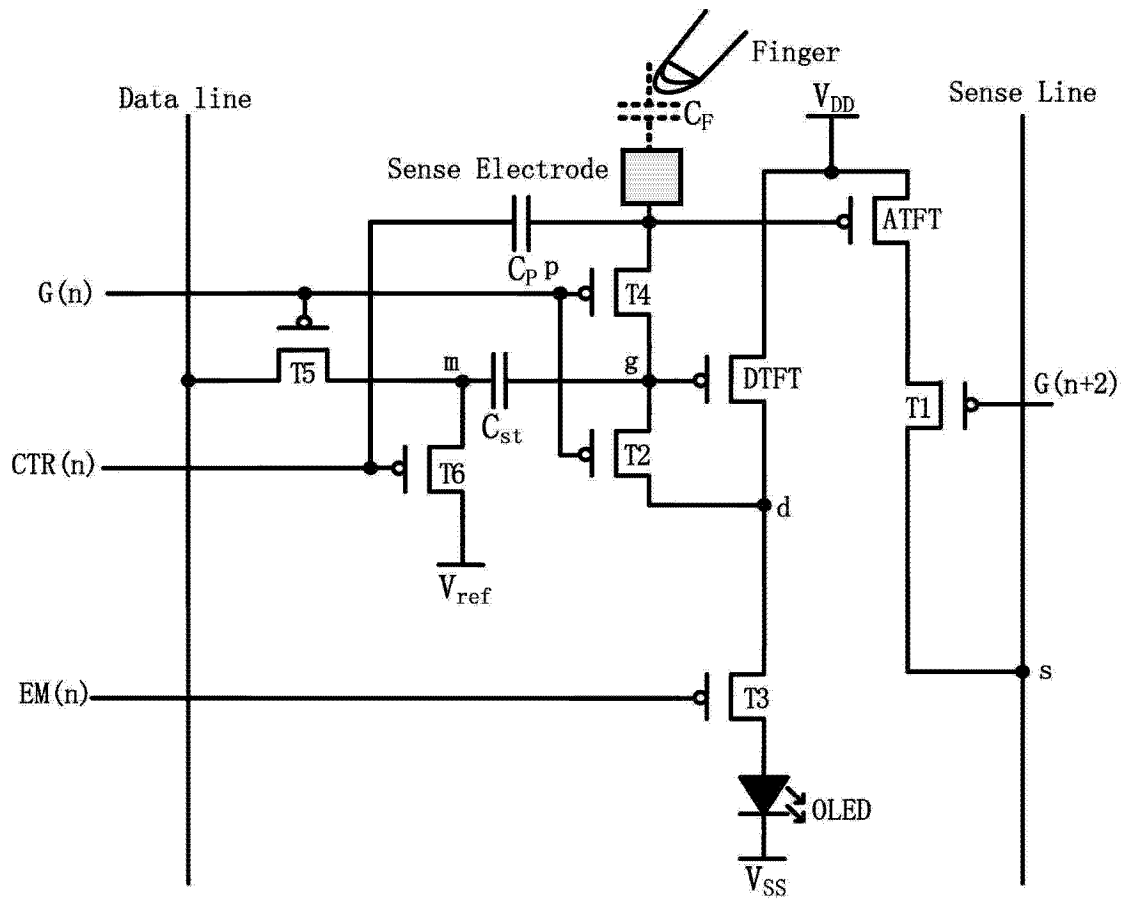 Finger
Data line
C_F
V_DD
Sense Line
Sense Electrode
ATFT
C_P
p
G(n)
T4
T5
m
g
DTFT
T1
G(n+2)
C_st
CTR(n)
T6
T2
d
V_ref
s
EM(n)
T3
OLED
V_SS